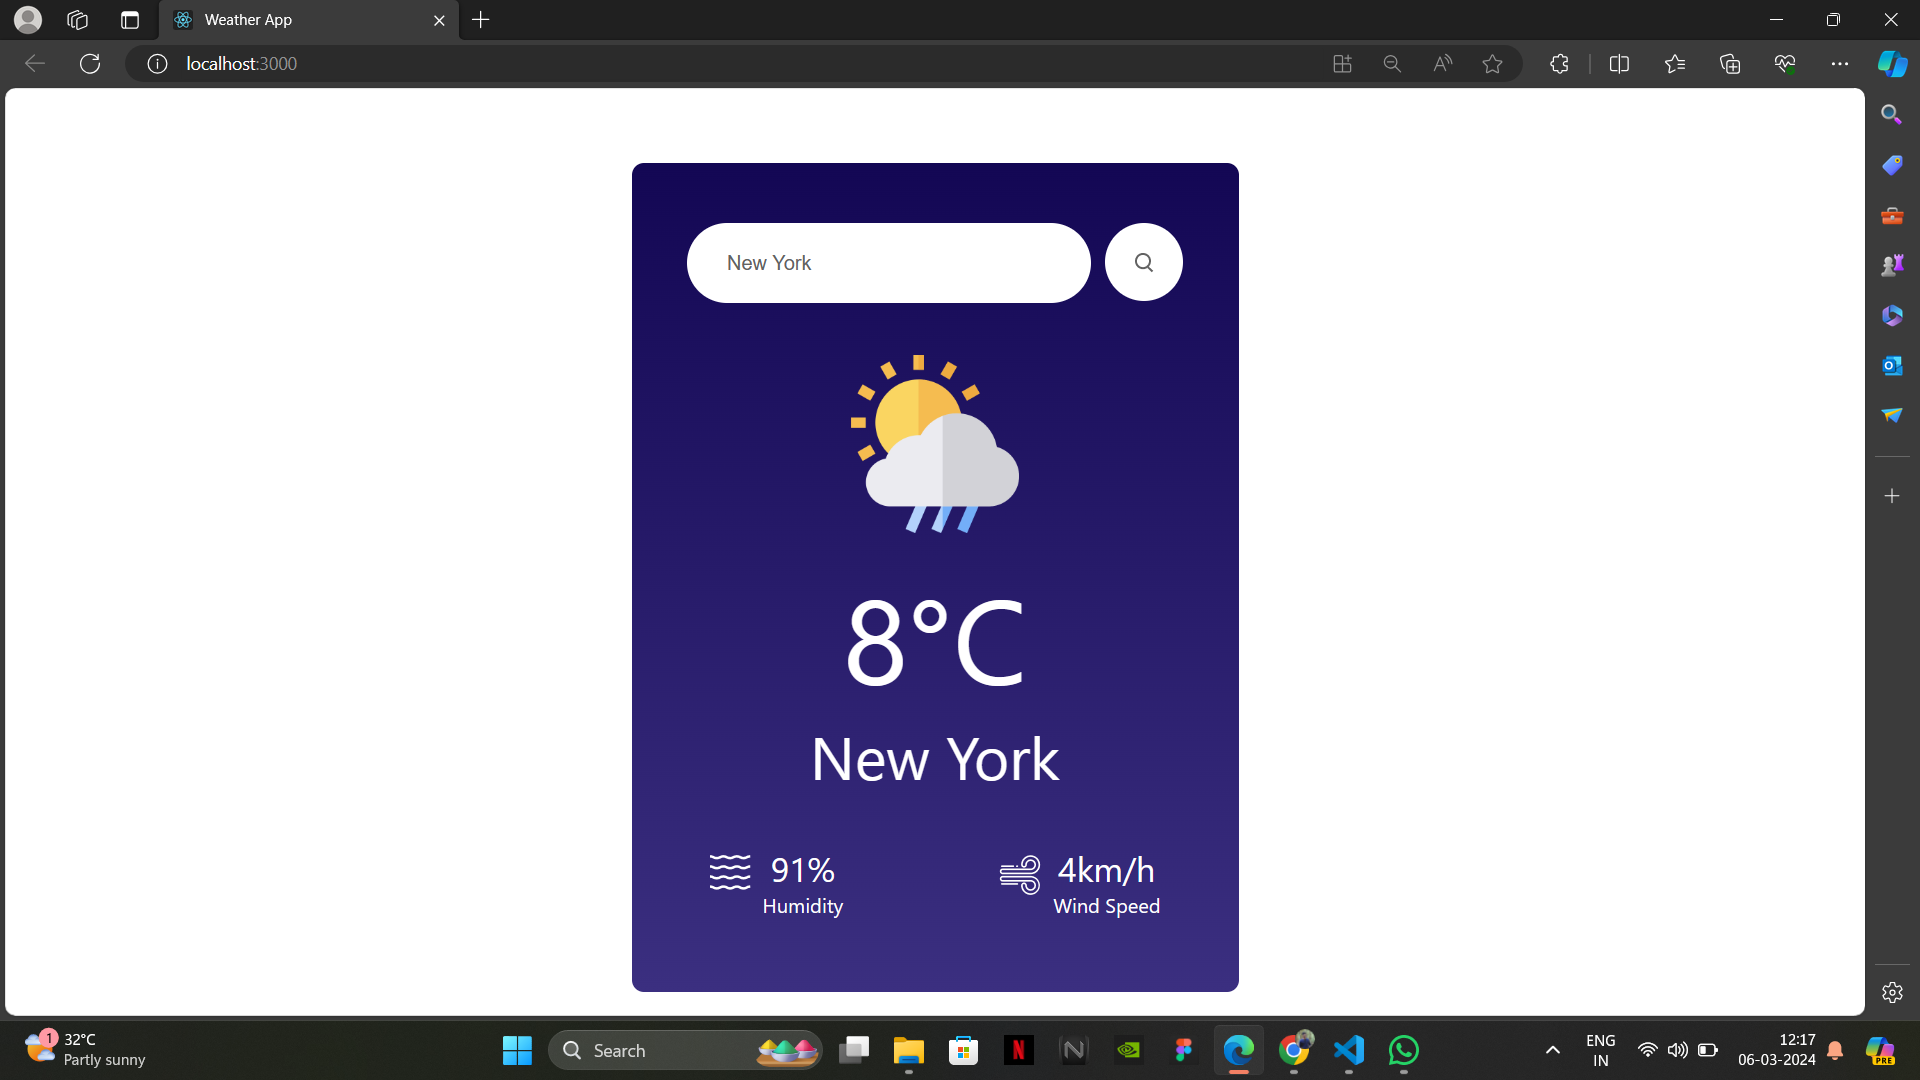 Weather App
localhost:3000
New York
8°C
New York
91%
Humidity
4km/h
Wind Speed
1
32°C
Partly sunny
Search
N
N
ENG
IN
12:17
06-03-2024
PRE